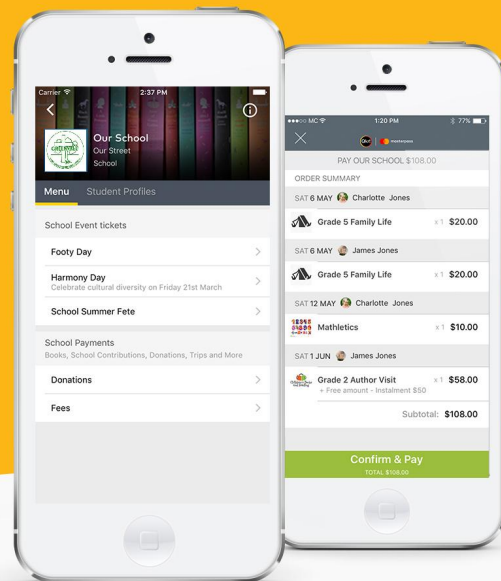 Carrier 2:37 PM
Our School
Our Street
School
Menu Student Profiles
School Event tickets
Footy Day
Harmony Day
Celebrate cultural diversity on Friday 21st March
School Summer Fete
School Payments
Books, School Contributions, Donations, Trips and More
Donations
Fees
MC 1:20 PM 77%
Qkr! masterpass
PAY OUR SCHOOL $108.00
ORDER SUMMARY
SAT 6 MAY Charlotte Jones
Grade 5 Family Life x 1 $20.00
SAT 6 MAY James Jones
Grade 5 Family Life x 1 $20.00
SAT 12 MAY Charlotte Jones
Mathletics x 1 $10.00
SAT 1 JUN James Jones
Grade 2 Author Visit x 1 $58.00
+ Free amount - Instalment $50
Subtotal: $108.00
Confirm & Pay
TOTAL $108.00